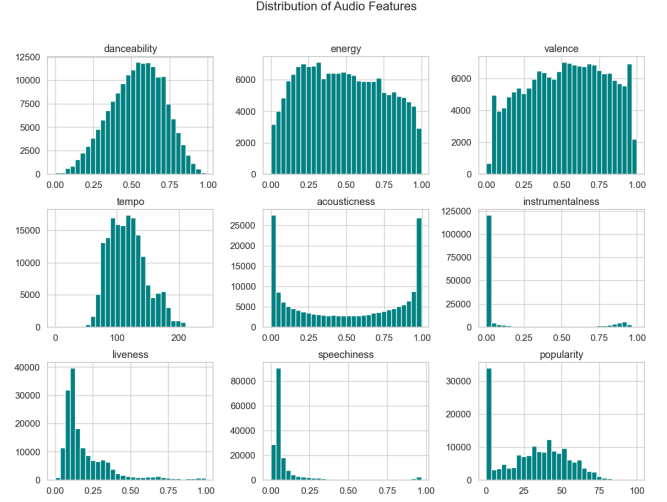 Distribution of Audio Features
danceability
12500
10000
7500
5000
2500
0
0.00 0.25 0.50 0.75 1.00
energy
6000
4000
2000
0
0.00 0.25 0.50 0.75 1.00
valence
6000
4000
2000
0
0.00 0.25 0.50 0.75 1.00
tempo
15000
10000
5000
0
0 100 200
acousticness
25000
20000
15000
10000
5000
0
0.00 0.25 0.50 0.75 1.00
instrumentalness
125000
100000
75000
50000
25000
0
0.00 0.25 0.50 0.75 1.00
liveness
40000
30000
20000
10000
0
0.00 0.25 0.50 0.75 1.00
speechiness
80000
60000
40000
20000
0
0.00 0.25 0.50 0.75 1.00
popularity
30000
20000
10000
0
0 25 50 75 100